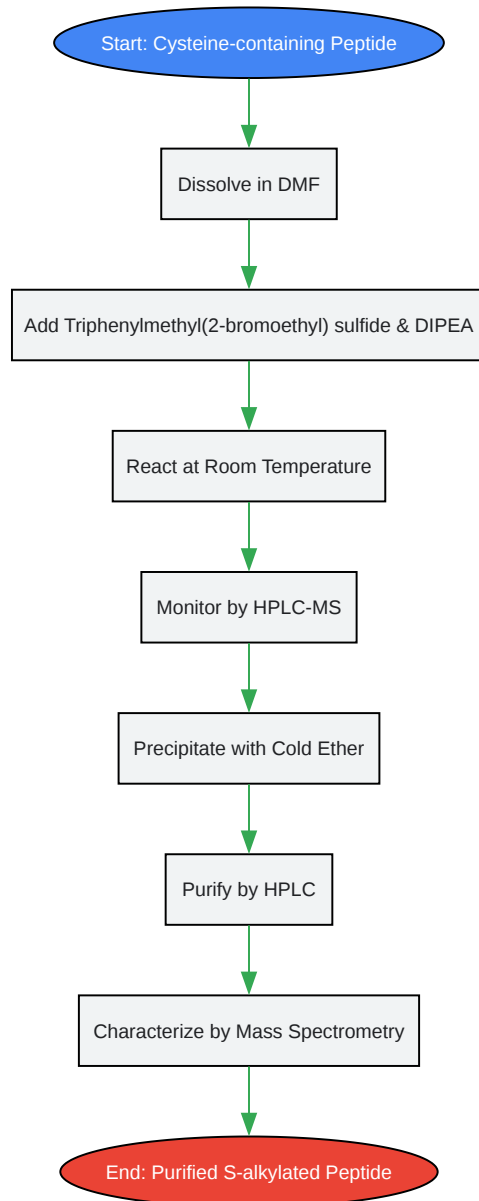 Start: Cysteine-containing Peptide
Dissolve in DMF
Add Triphenylmethyl(2-bromoethyl) sulfide & DIPEA
React at Room Temperature
Monitor by HPLC-MS
Precipitate with Cold Ether
Purify by HPLC
Characterize by Mass Spectrometry
End: Purified S-alkylated Peptide